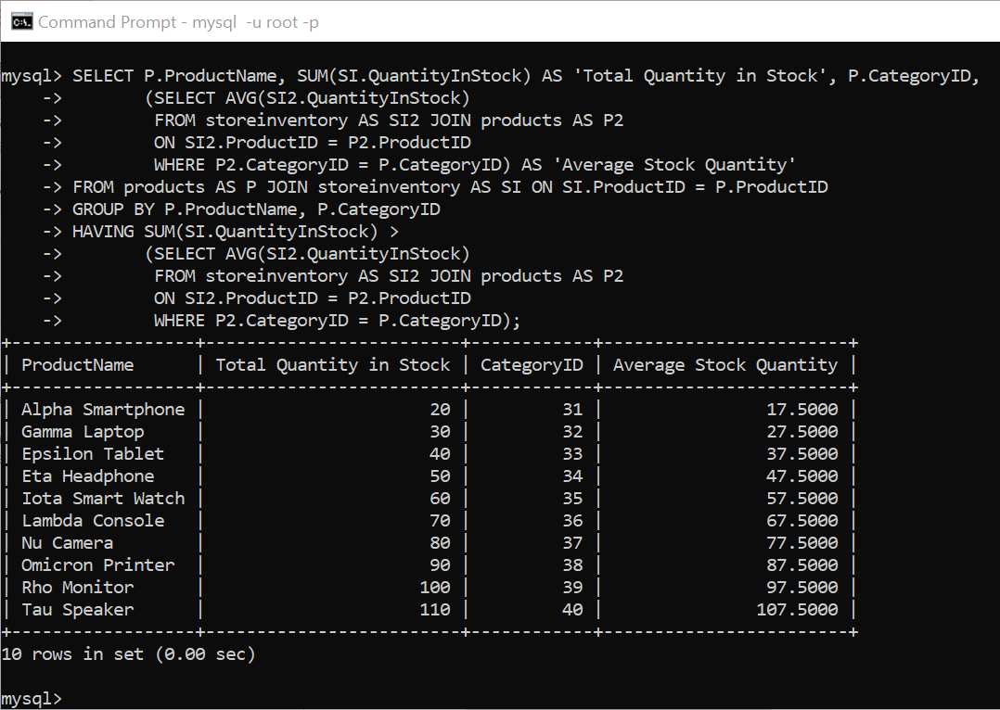 Command Prompt - mysql  -u root -p
mysql> SELECT P.ProductName, SUM(SI.QuantityInStock) AS 'Total Quantity in Stock', P.CategoryID,
    ->        (SELECT AVG(SI2.QuantityInStock)
    ->         FROM storeinventory AS SI2 JOIN products AS P2
    ->         ON SI2.ProductID = P2.ProductID
    ->         WHERE P2.CategoryID = P.CategoryID) AS 'Average Stock Quantity'
    -> FROM products AS P JOIN storeinventory AS SI ON SI.ProductID = P.ProductID
    -> GROUP BY P.ProductName, P.CategoryID
    -> HAVING SUM(SI.QuantityInStock) >
    ->        (SELECT AVG(SI2.QuantityInStock)
    ->         FROM storeinventory AS SI2 JOIN products AS P2
    ->         ON SI2.ProductID = P2.ProductID
    ->         WHERE P2.CategoryID = P.CategoryID);
+------------------+-------------------------+------------+------------------------+
| ProductName      | Total Quantity in Stock | CategoryID | Average Stock Quantity |
+------------------+-------------------------+------------+------------------------+
| Alpha Smartphone |                      20 |         31 |                17.5000 |
| Gamma Laptop     |                      30 |         32 |                27.5000 |
| Epsilon Tablet   |                      40 |         33 |                37.5000 |
| Eta Headphone    |                      50 |         34 |                47.5000 |
| Iota Smart Watch |                      60 |         35 |                57.5000 |
| Lambda Console   |                      70 |         36 |                67.5000 |
| Nu Camera        |                      80 |         37 |                77.5000 |
| Omicron Printer  |                      90 |         38 |                87.5000 |
| Rho Monitor      |                     100 |         39 |                97.5000 |
| Tau Speaker      |                     110 |         40 |               107.5000 |
+------------------+-------------------------+------------+------------------------+
10 rows in set (0.00 sec)
mysql>